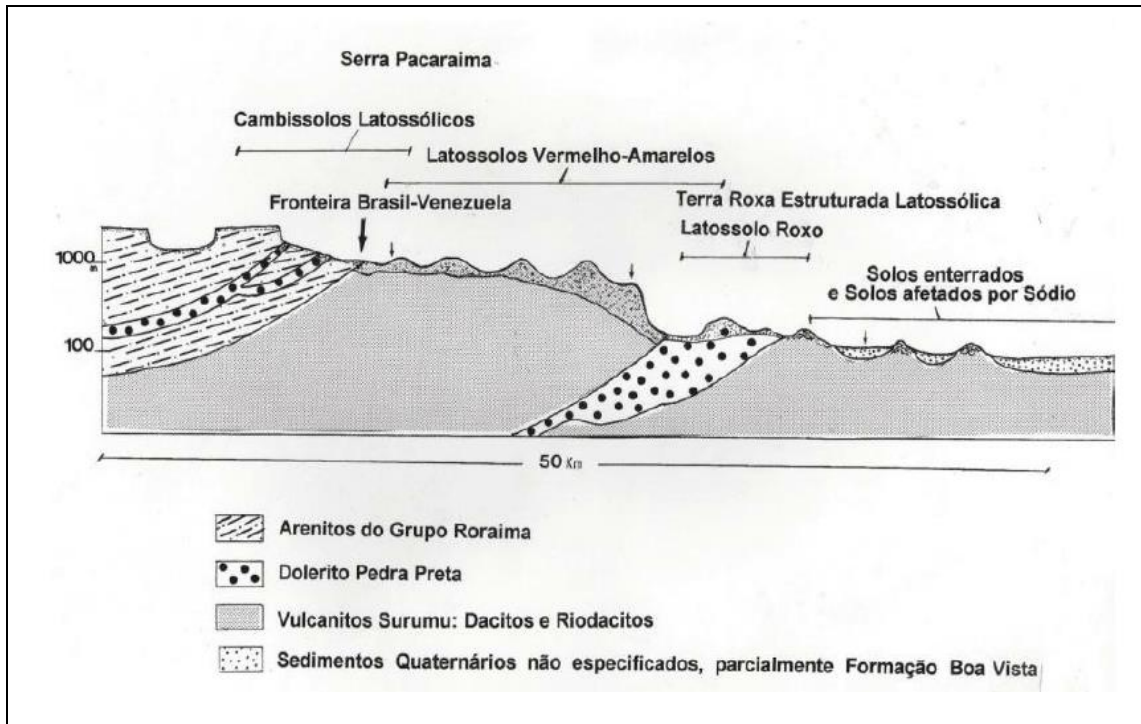 Serra Pacaraima
Cambissolos Latossólicos
Latossolos Vermelho-Amarelos
Fronteira Brasil-Venezuela
Terra Roxa Estruturada Latossólica
Latossolo Roxo
Solos enterrados
e Solos afetados por Sódio
1000
m
100
50 Km
Arenitos do Grupo Roraima
Dolerito Pedra Preta
Vulcanitos Surumu: Dacitos e Riodacitos
Sedimentos Quaternários não especificados, parcialmente Formação Boa Vista